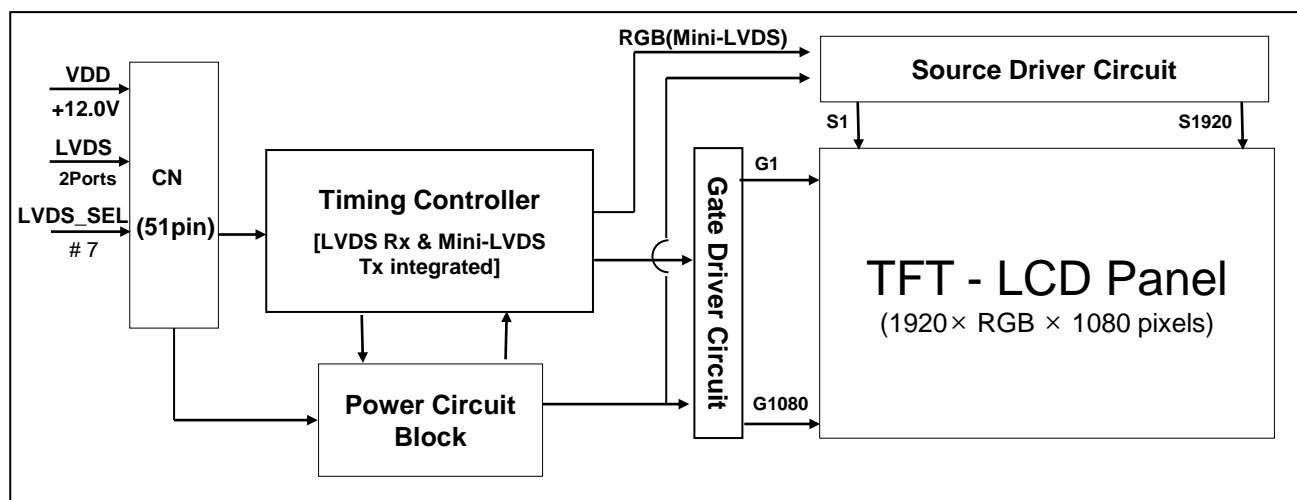 RGB(Mini-LVDS)
Source Driver Circuit
VDD
+12.0V
S1
S1920
LVDS
2Ports
CN
(51pin)
LVDS_SEL
# 7
Timing Controller
[LVDS Rx & Mini-LVDS
Tx integrated]
G1
Gate Driver Circuit
TFT - LCD Panel
(1920× RGB × 1080 pixels)
Power Circuit
Block
G1080